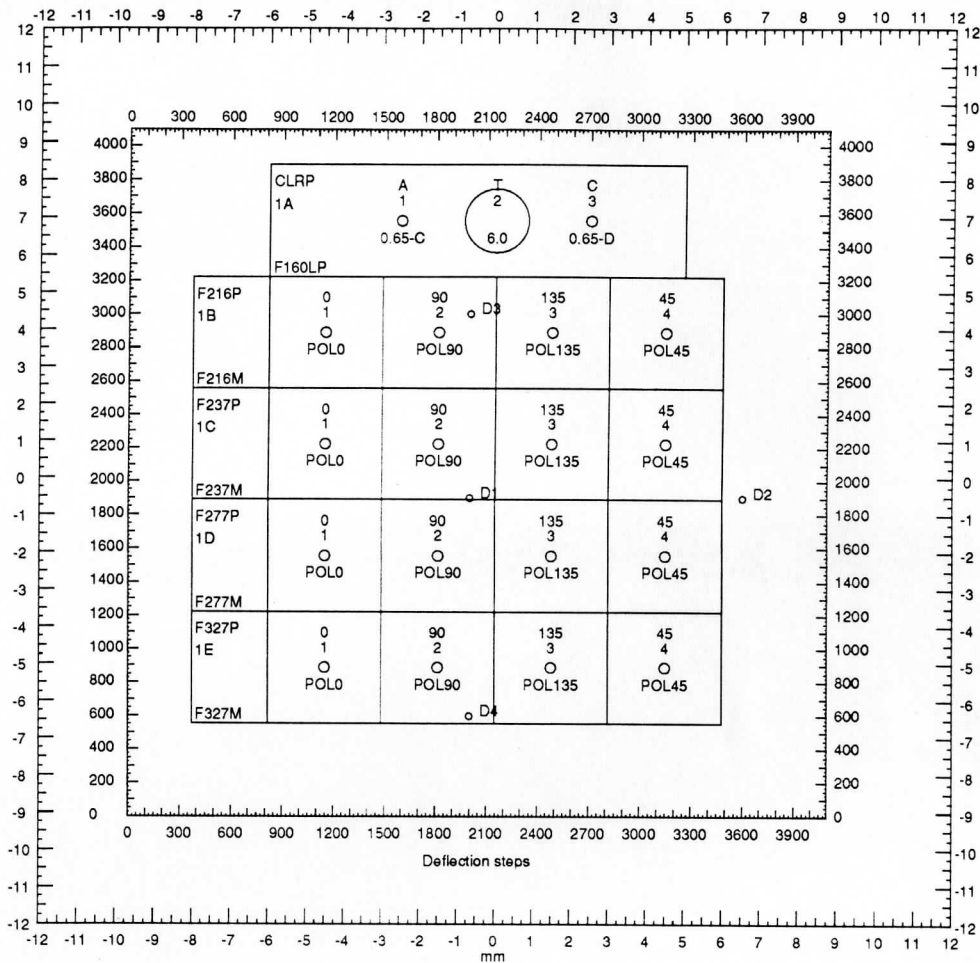 -12 -11 -10 -9 -8 -7 -6 -5 -4 -3 -2 -1 0 1 2 3 4 5 6 7 8 9 10 11 12
12 11 10 9 8 7 6 5 4 3 2 1 0 -1 -2 -3 -4 -5 -6 -7 -8 -9 -10 -11 -12
0 300 600 900 1200 1500 1800 2100 2400 2700 3000 3300 3600 3900
4000 3800 3600 3400 3200 3000 2800 2600 2400 2200 2000 1800 1600 1400 1200 1000 800 600 400 200 0
CLRP A T C
1A 1 2 3
0.65-C 6.0 0.65-D
F160LP
F216P 0 90 135 45
D3
1B 1 2 3 4
POL0 POL90 POL135 POL45
F216M
F237P 0 90 135 45
1C 1 2 3 4
POL0 POL90 POL135 POL45
F237M D1 D2
F277P 0 90 135 45
1D 1 2 3 4
POL0 POL90 POL135 POL45
F277M
F327P 0 90 135 45
1E 1 2 3 4
POL0 POL90 POL135 POL45
F327M D4
4000 3800 3600 3400 3200 3000 2800 2600 2400 2200 2000 1800 1600 1400 1200 1000 800 600 400 200 0
12 11 10 9 8 7 6 5 4 3 2 1 0 -1 -2 -3 -4 -5 -6 -7 -8 -9 -10 -11 -12
0 300 600 900 1200 1500 1800 2100 2400 2700 3000 3300 3600 3900
Deflection steps
-12 -11 -10 -9 -8 -7 -6 -5 -4 -3 -2 -1 0 1 2 3 4 5 6 7 8 9 10 11 12
mm